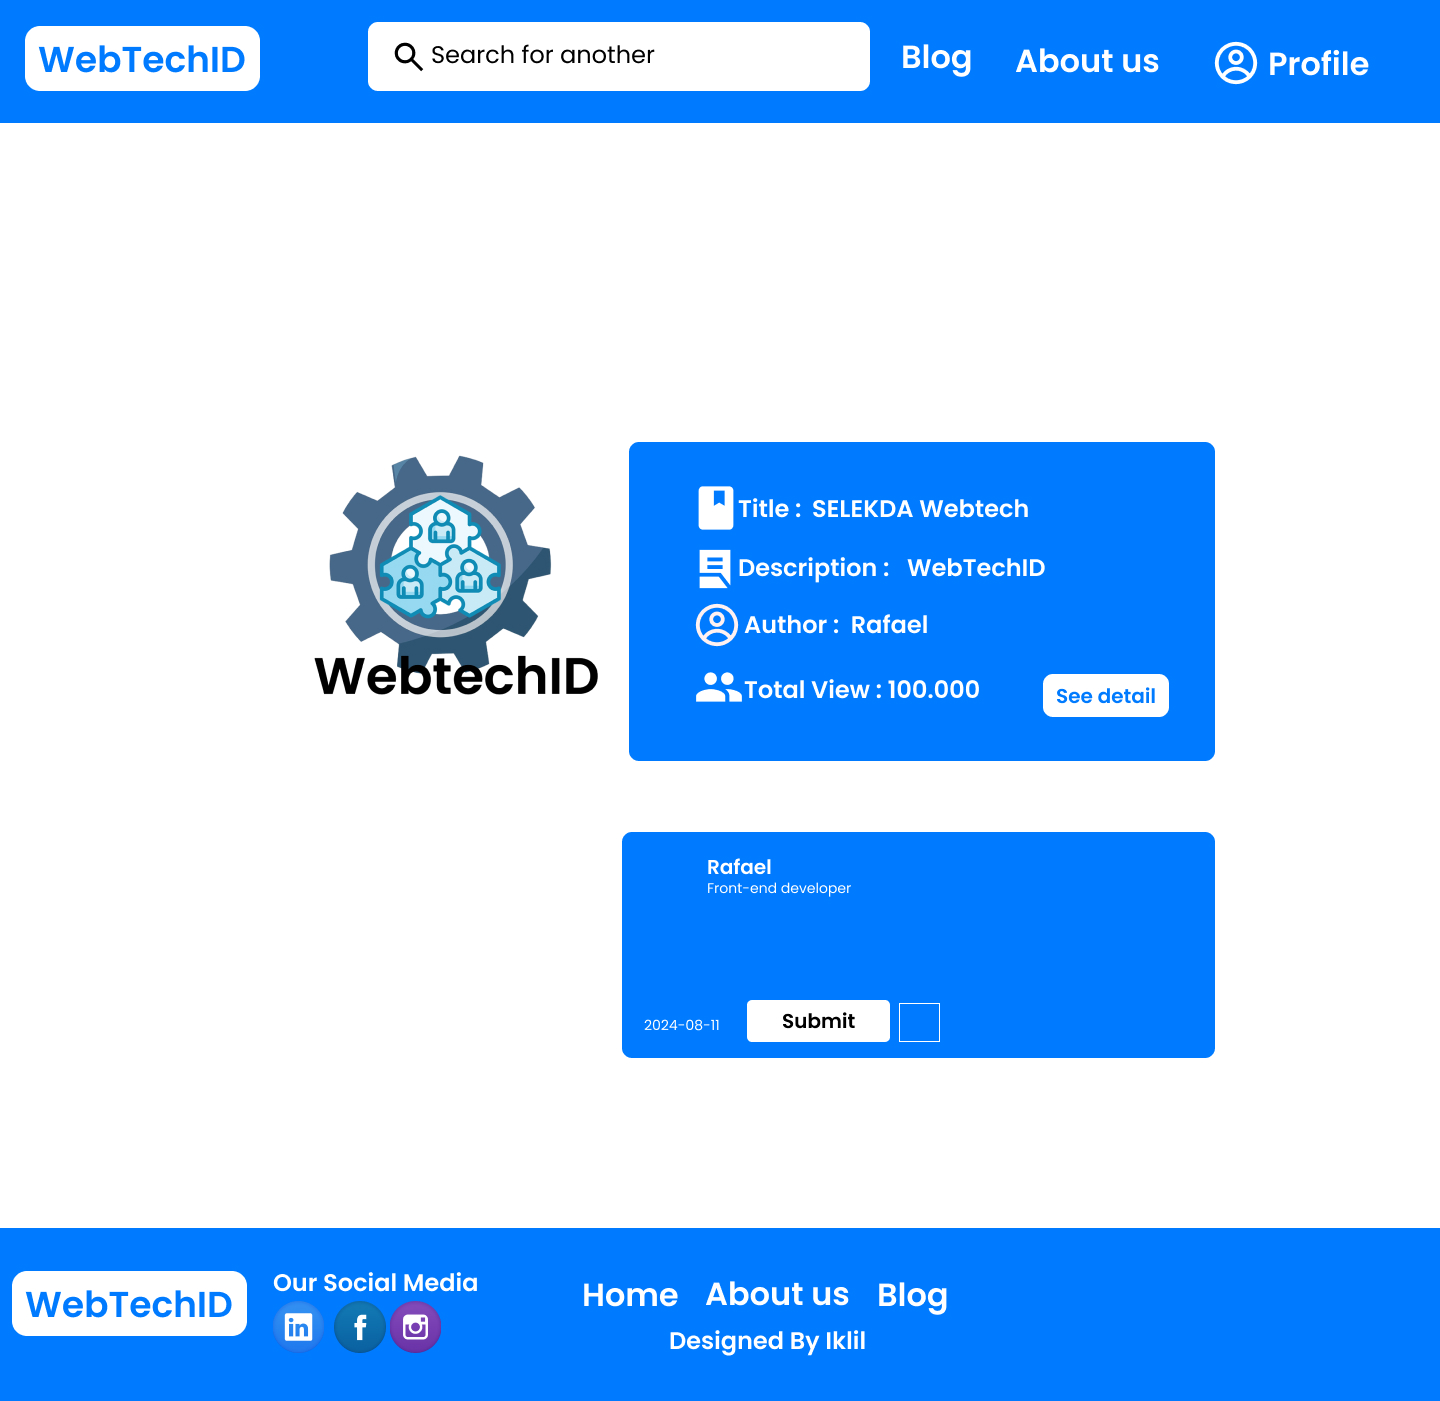 WebTechID
Search for another
Blog
About us
Profile
WebtechID
Title : SELEKDA Webtech
Description : WebTechID
Author : Rafael
Total View : 100.000
See detail
Rafael
Front-end developer
2024-08-11
Submit
WebTechID
Our Social Media
in
f
Home
About us
Blog
Designed By Iklil